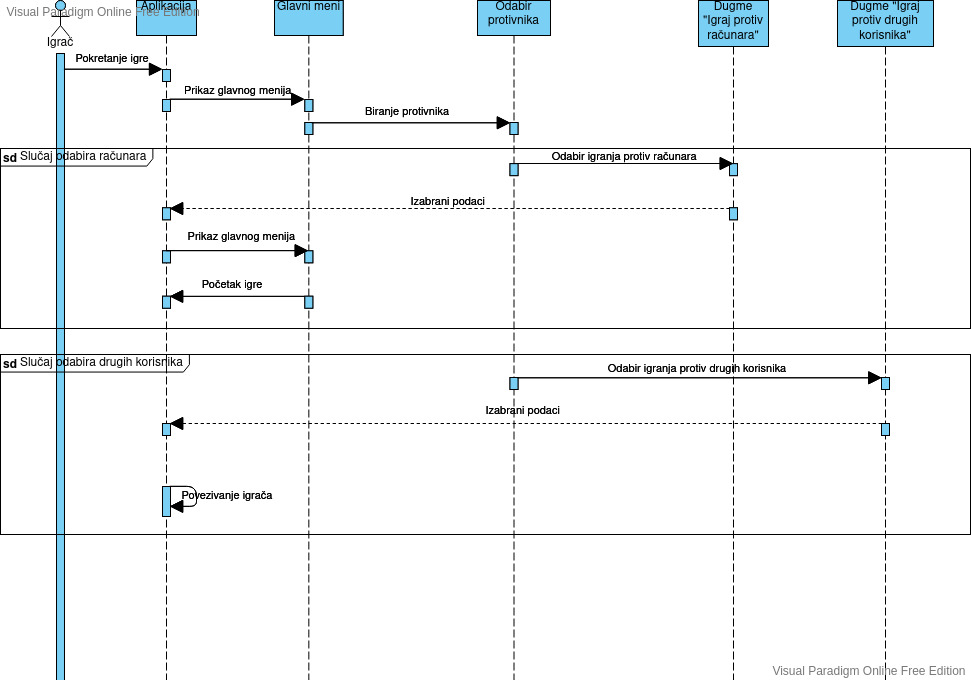 Visual Paradigm Online Free Edition
Igrač
Aplikacija
Glavni meni
Odabir
protivnika
Dugme
"Igraj protiv
računara"
Dugme "Igraj
protiv drugih
korisnika"
Pokretanje igre
Prikaz glavnog menija
Biranje protivnika
sd Slučaj odabira računara
Odabir igranja protiv računara
Izabrani podaci
Prikaz glavnog menija
Početak igre
sd Slučaj odabira drugih korisnika
Odabir igranja protiv drugih korisnika
Izabrani podaci
Povezivanje igrača
Visual Paradigm Online Free Edition